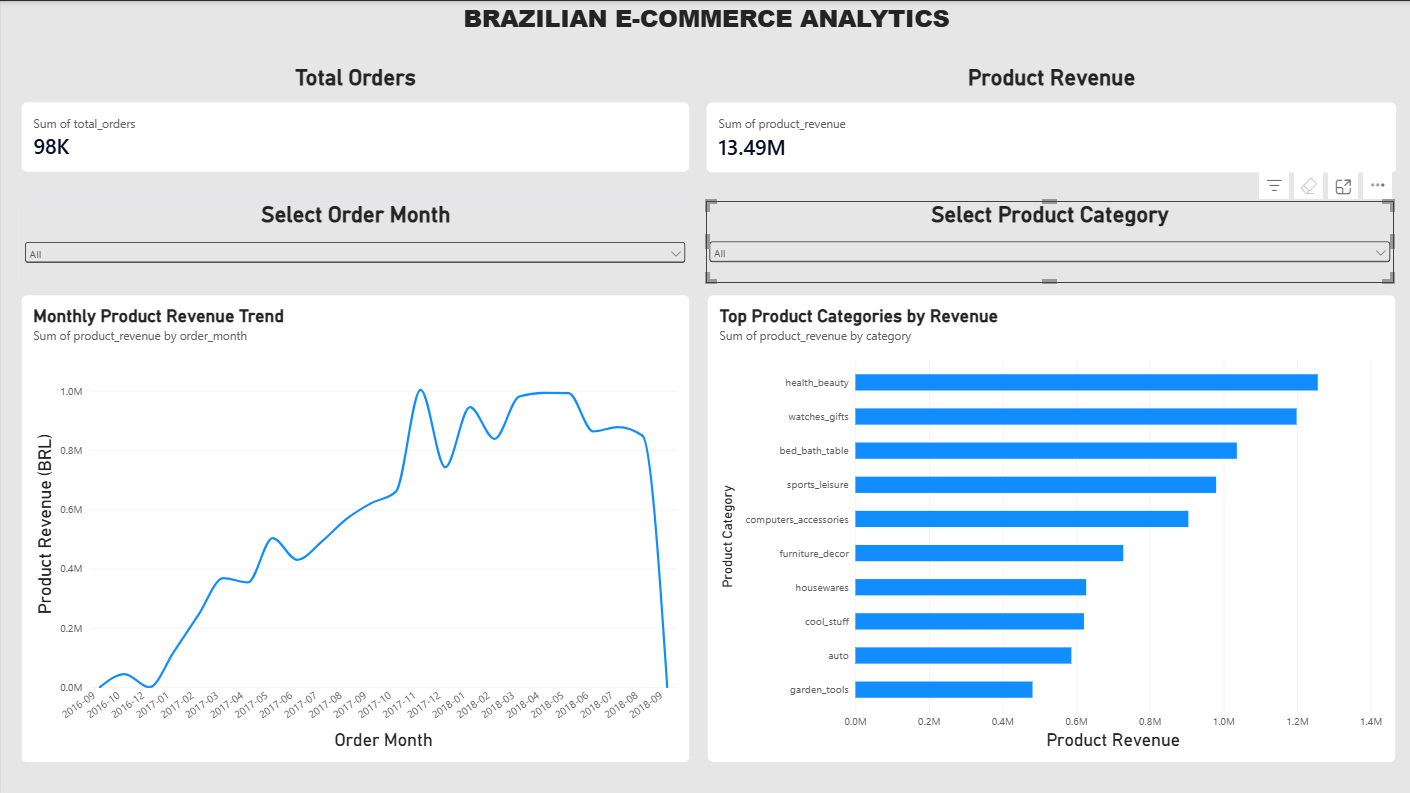 BRAZILIAN E-COMMERCE ANALYTICS
Total Orders
Sum of total_orders
98K
Product Revenue
Sum of product_revenue
13.49M
Select Order Month
All
Select Product Category
All
Monthly Product Revenue Trend
Sum of product_revenue by order_month
Product Revenue (BRL)
1.0M
0.8M
0.6M
0.4M
0.2M
0.0M
2016-09
2016-10
2016-12
2017-01
2017-02
2017-03
2017-04
2017-05
2017-06
2017-07
2017-08
2017-09
2017-10
2017-11
2017-12
2018-01
2018-02
2018-03
2018-04
2018-05
2018-06
2018-07
2018-08
2018-09
Order Month
Top Product Categories by Revenue
Sum of product_revenue by category
Product Category
health_beauty
watches_gifts
bed_bath_table
sports_leisure
computers_accessories
furniture_decor
housewares
cool_stuff
auto
garden_tools
0.0M
0.2M
0.4M
0.6M
0.8M
1.0M
1.2M
1.4M
Product Revenue